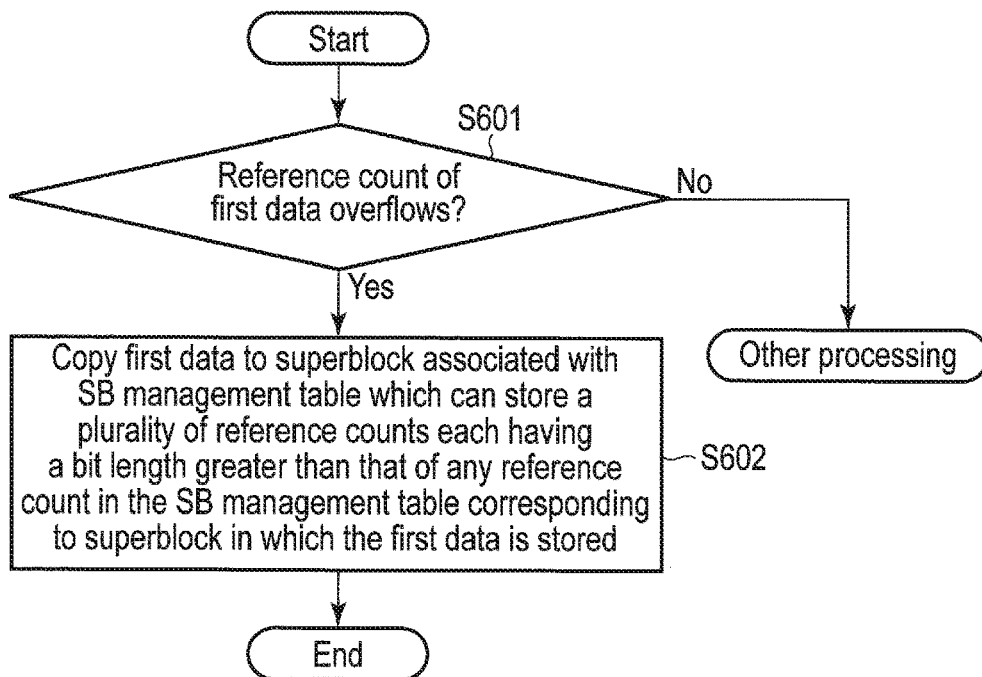 Start
S601
Reference count of
first data overflows?
No
Yes
Other processing
Copy first data to superblock associated with
SB management table which can store a
plurality of reference counts each having
a bit length greater than that of any reference
count in the SB management table corresponding
to superblock in which the first data is stored
S602
End